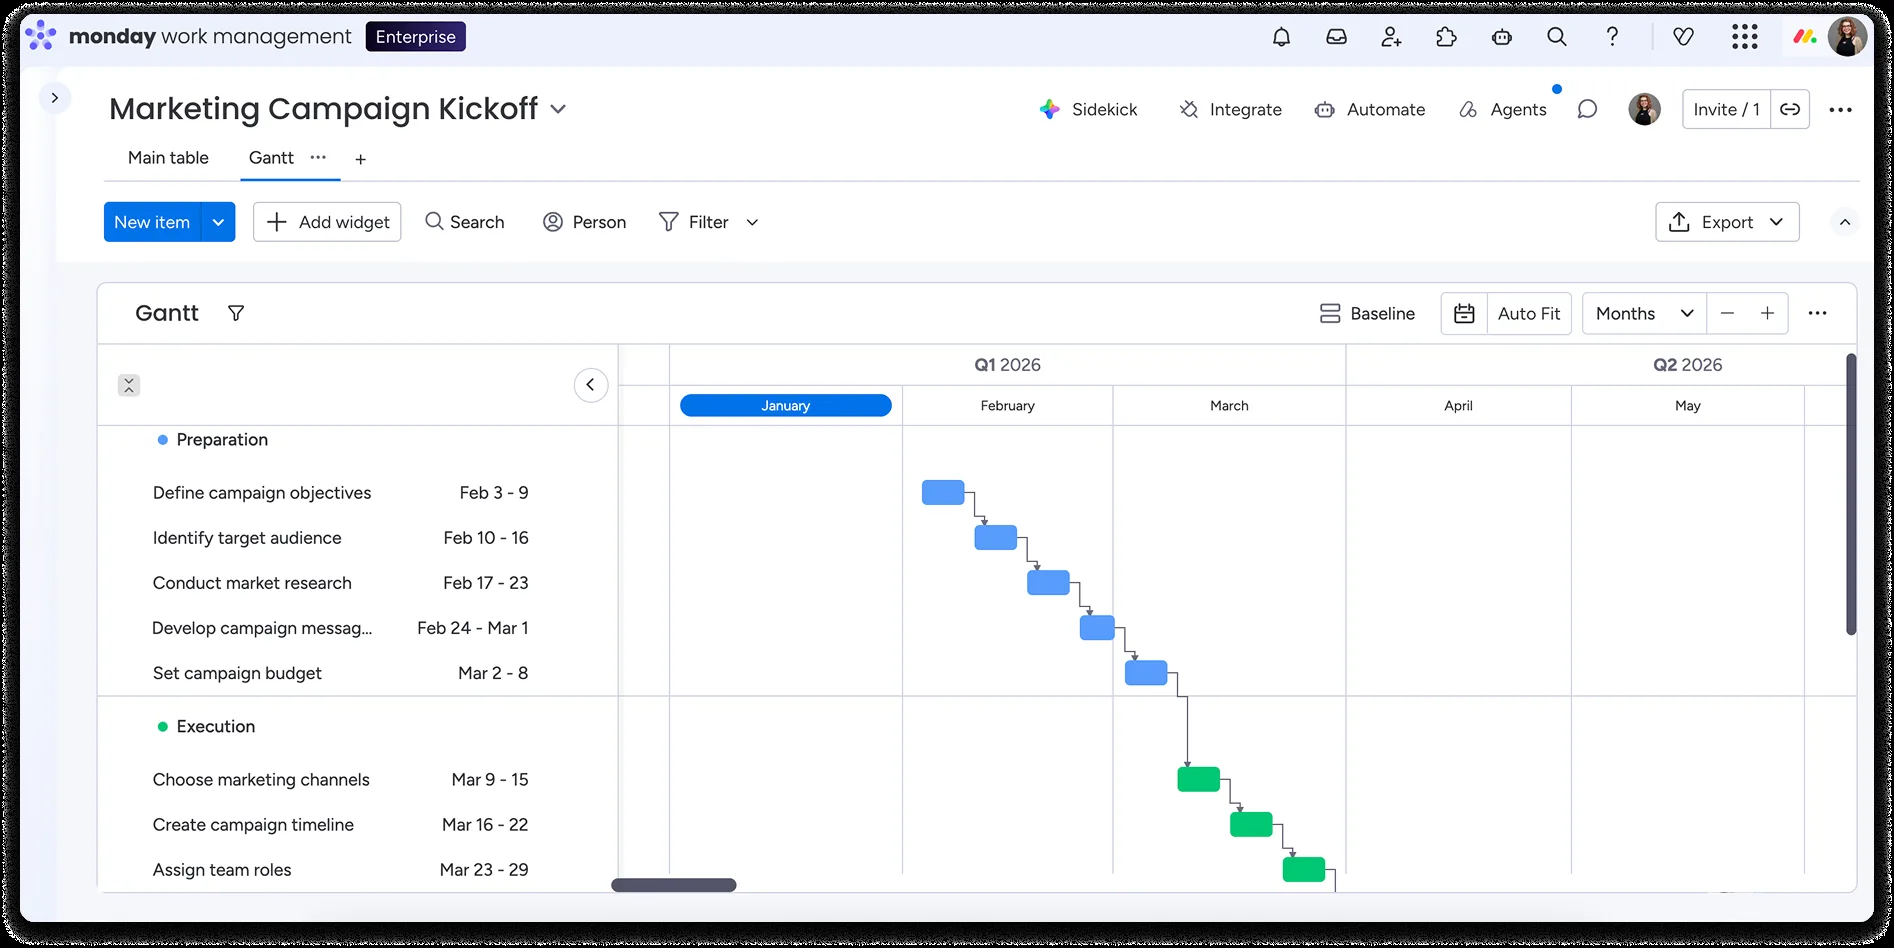 monday work management Enterprise
Marketing Campaign Kickoff
Sidekick Integrate Automate Agents Invite / 1
Main table Gantt
New item Add widget Search Person Filter Export
Gantt Baseline Auto Fit Months
Q1 2026 Q2 2026
January February March April May
Preparation
Define campaign objectives Feb 3 - 9
Identify target audience Feb 10 - 16
Conduct market research Feb 17 - 23
Develop campaign messag... Feb 24 - Mar 1
Set campaign budget Mar 2 - 8
Execution
Choose marketing channels Mar 9 - 15
Create campaign timeline Mar 16 - 22
Assign team roles Mar 23 - 29